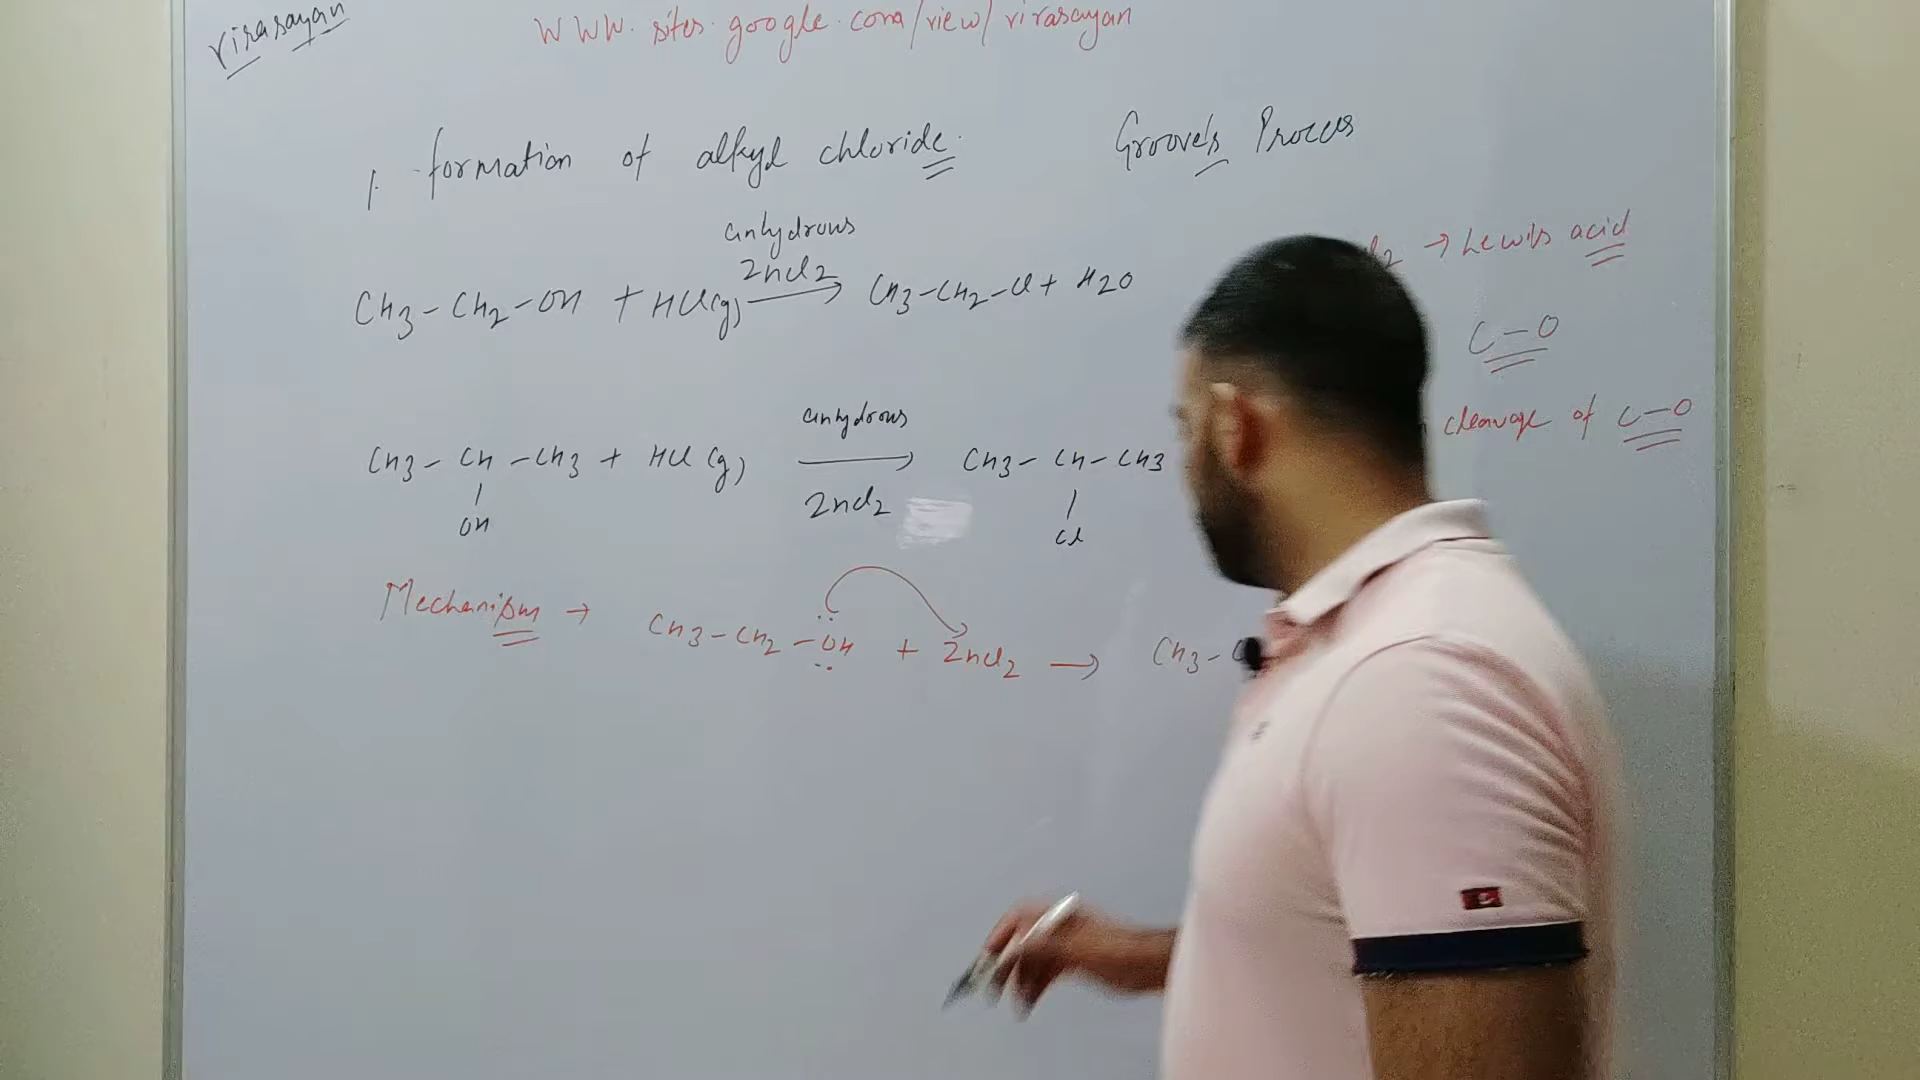 virasayan
WWW.sites.google.com/view/virasayan
1. formation of alkyl chloride.
Groove's Process
anhydrous
ZnCl2
CH3-CH2-OH + HCl(g) → CH3-CH2-Cl + H2O
→ Lewis acid
C-O
cleavage of C-O
anhydrous
CH3-CH-CH3 + HCl (g) → CH3-CH-CH3
ZnCl2
OH
Cl
Mechanism → CH3-CH2-OH + ZnCl2 → CH3-